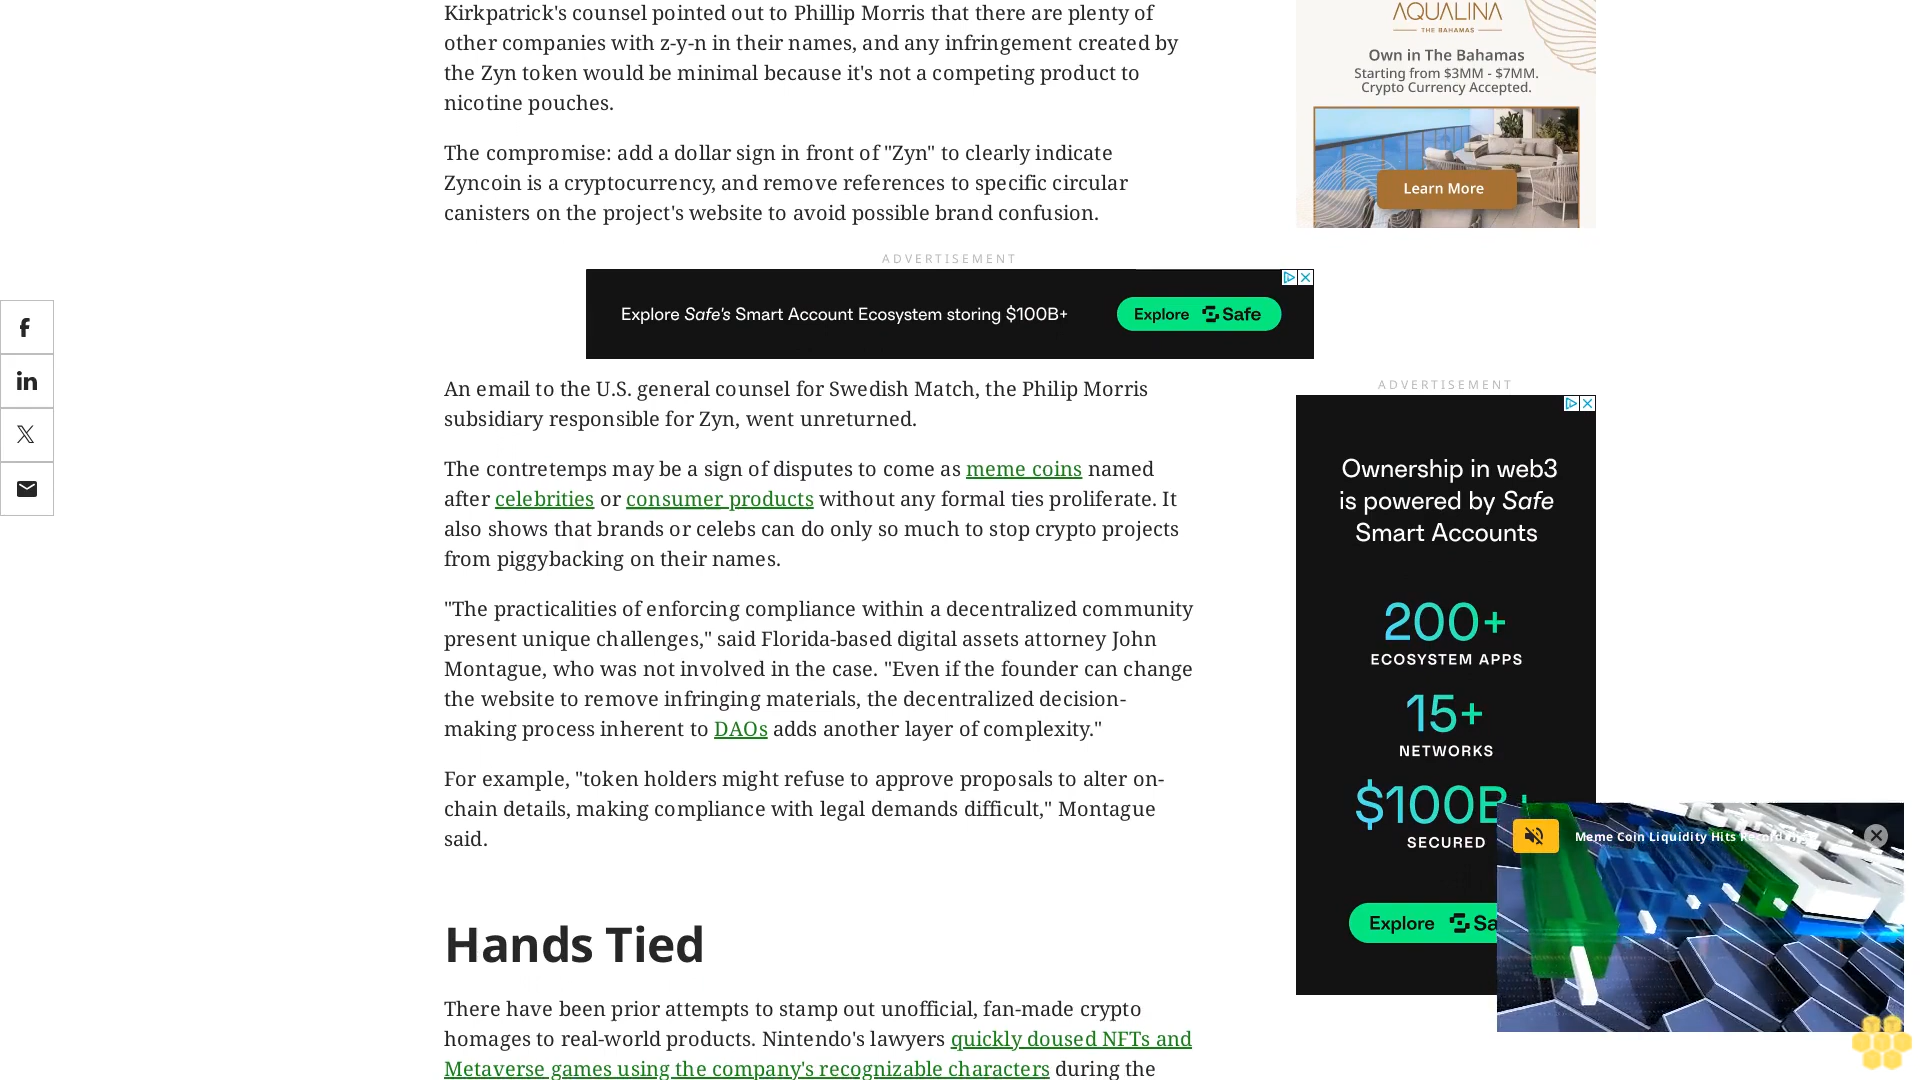 Kirkpatrick's counsel pointed out to Phillip Morris that there are plenty of
other companies with z-y-n in their names, and any infringement created by
the Zyn token would be minimal because it's not a competing product to
nicotine pouches.
The compromise: add a dollar sign in front of "Zyn" to clearly indicate
Zyncoin is a cryptocurrency, and remove references to specific circular
canisters on the project's website to avoid possible brand confusion.
ADVERTISEMENT
Explore Safe's Smart Account Ecosystem storing $100B+
Explore Safe
An email to the U.S. general counsel for Swedish Match, the Philip Morris
subsidiary responsible for Zyn, went unreturned.
The contretemps may be a sign of disputes to come as meme coins named
after celebrities or consumer products without any formal ties proliferate. It
also shows that brands or celebs can do only so much to stop crypto projects
from piggybacking on their names.
"The practicalities of enforcing compliance within a decentralized community
present unique challenges," said Florida-based digital assets attorney John
Montague, who was not involved in the case. "Even if the founder can change
the website to remove infringing materials, the decentralized decision-
making process inherent to DAOs adds another layer of complexity."
For example, "token holders might refuse to approve proposals to alter on-
chain details, making compliance with legal demands difficult," Montague
said.
Hands Tied
There have been prior attempts to stamp out unofficial, fan-made crypto
homages to real-world products. Nintendo's lawyers quickly doused NFTs and
Metaverse games using the company's recognizable characters during the
AQUALINA
THE BAHAMAS
Own in The Bahamas
Starting from $3MM - $7MM.
Crypto Currency Accepted.
Learn More
ADVERTISEMENT
Ownership in web3
is powered by Safe
Smart Accounts
200+
ECOSYSTEM APPS
15+
NETWORKS
$100B+
SECURED
Explore Sa
Meme Coin Liquidity Hits Record